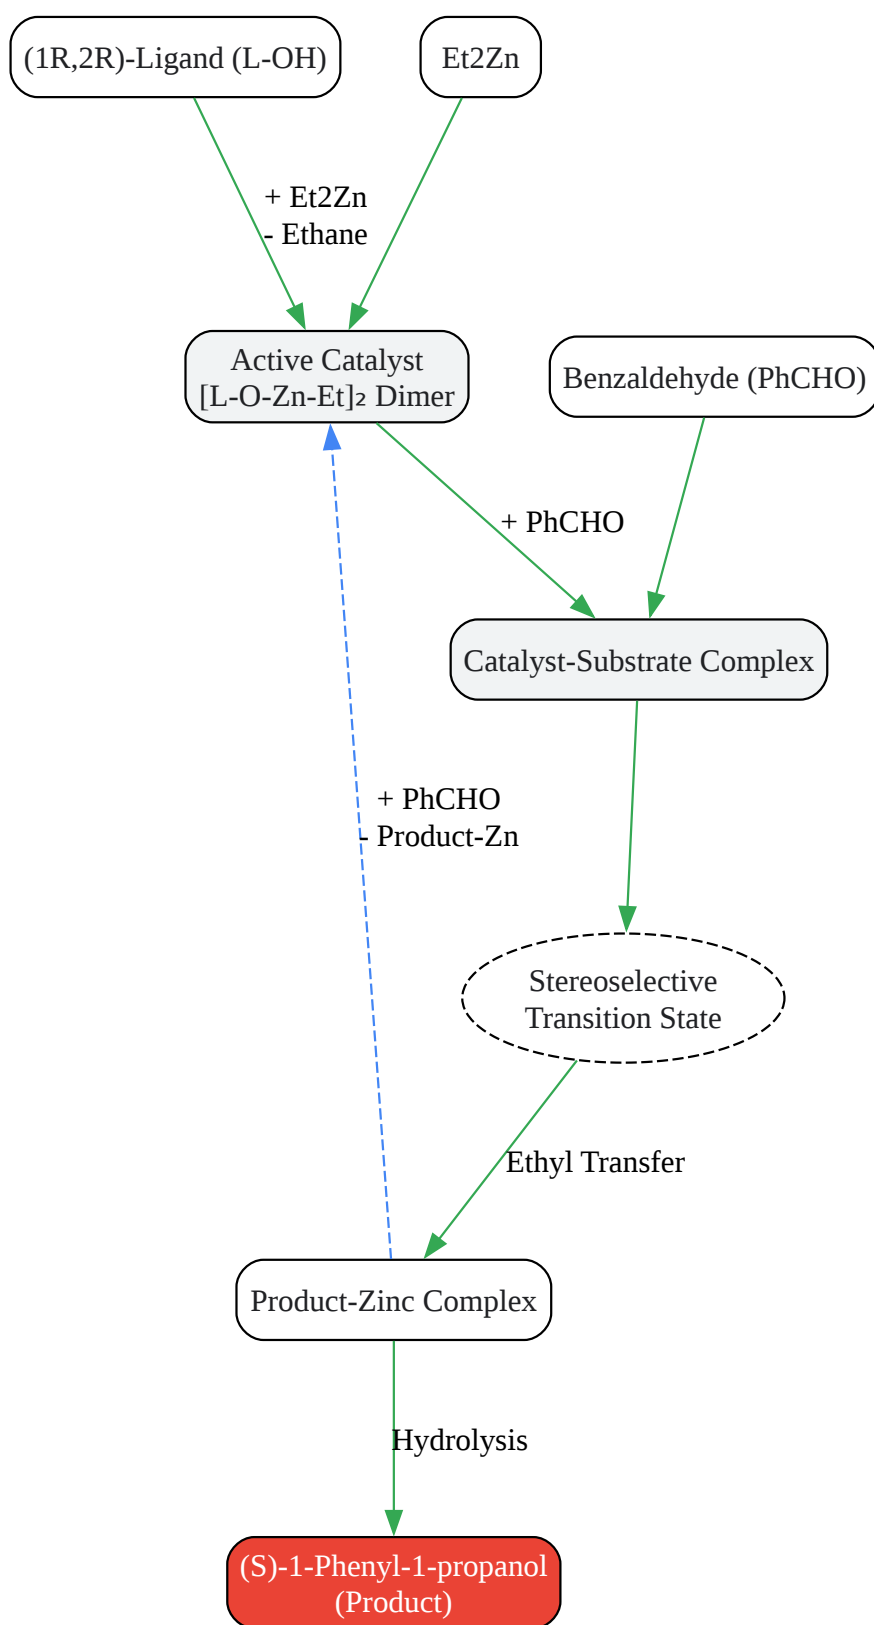 (1R,2R)-Ligand (L-OH)
Et2Zn
+ Et2Zn
- Ethane
Active Catalyst
[L-O-Zn-Et]₂ Dimer
Benzaldehyde (PhCHO)
+ PhCHO
Catalyst-Substrate Complex
+ PhCHO
- Product-Zn
Stereoselective
Transition State
Ethyl Transfer
Product-Zinc Complex
Hydrolysis
(S)-1-Phenyl-1-propanol
(Product)